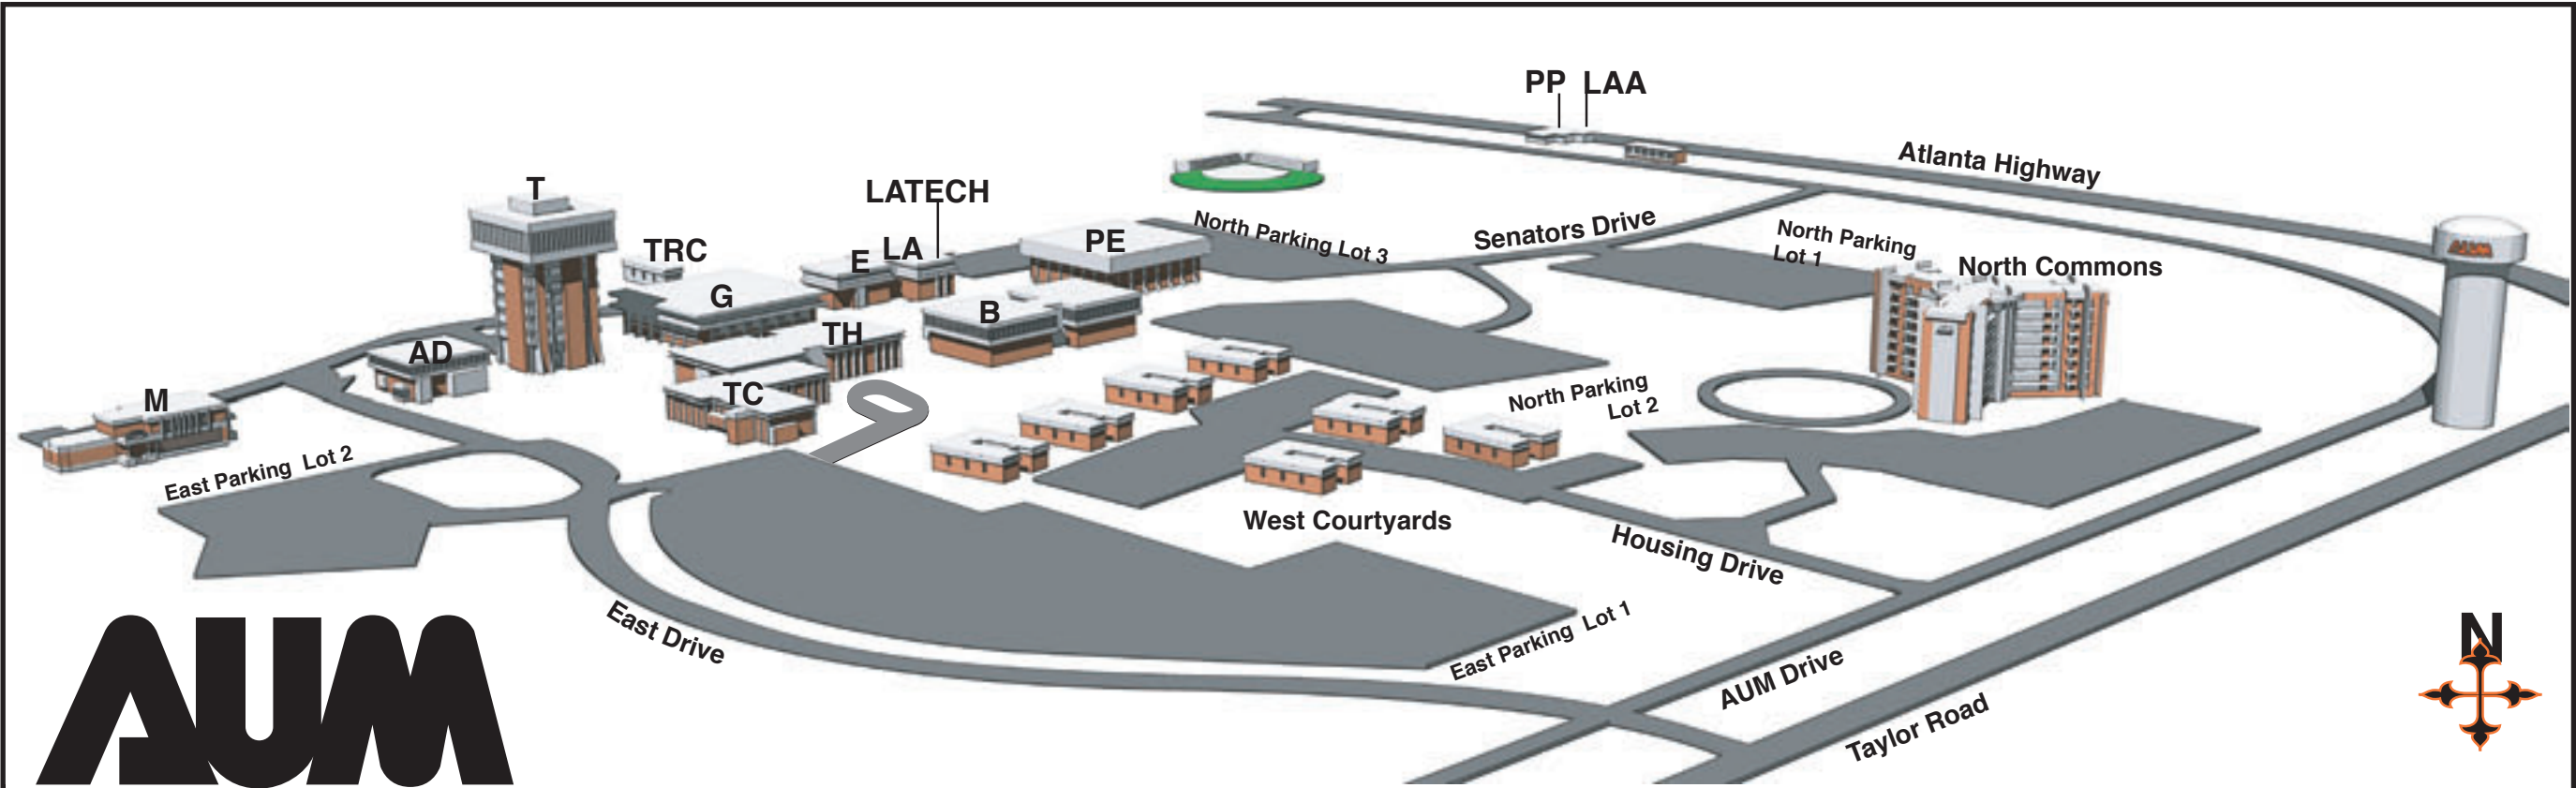 PP LAA
Atlanta Highway
T
LATECH
TRC
E LA
PE
North Parking Lot 3
Senators Drive
North Parking
Lot 1
North Commons
AUM
G
B
TH
AD
TC
M
North Parking
Lot 2
East Parking Lot 2
West Courtyards
Housing Drive
East Drive
East Parking Lot 1
AUM Drive
Taylor Road
N
AUM